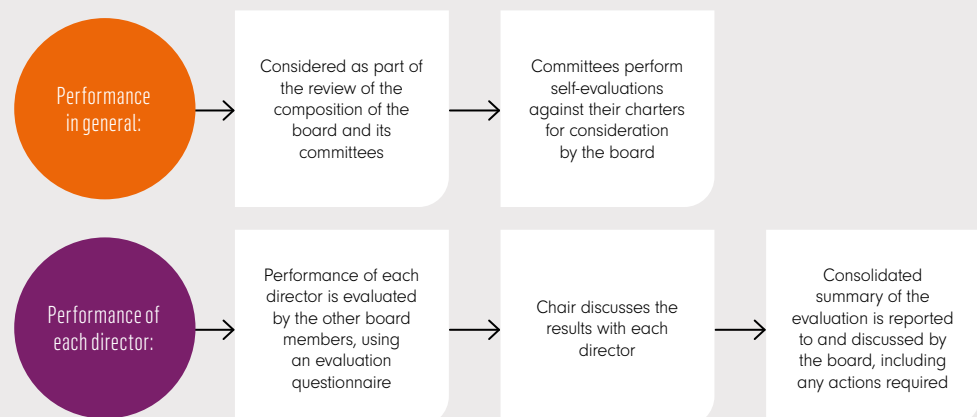 Performance
in general:
Considered as part of
the review of the
composition of the
board and its
committees
Committees perform
self-evaluations
against their charters
for consideration
by the board
Performance of
each director:
Performance of each
director is evaluated
by the other board
members, using
an evaluation
questionnaire
Chair discusses the
results with each
director
Consolidated
summary of the
evaluation is reported
to and discussed by
the board, including
any actions required